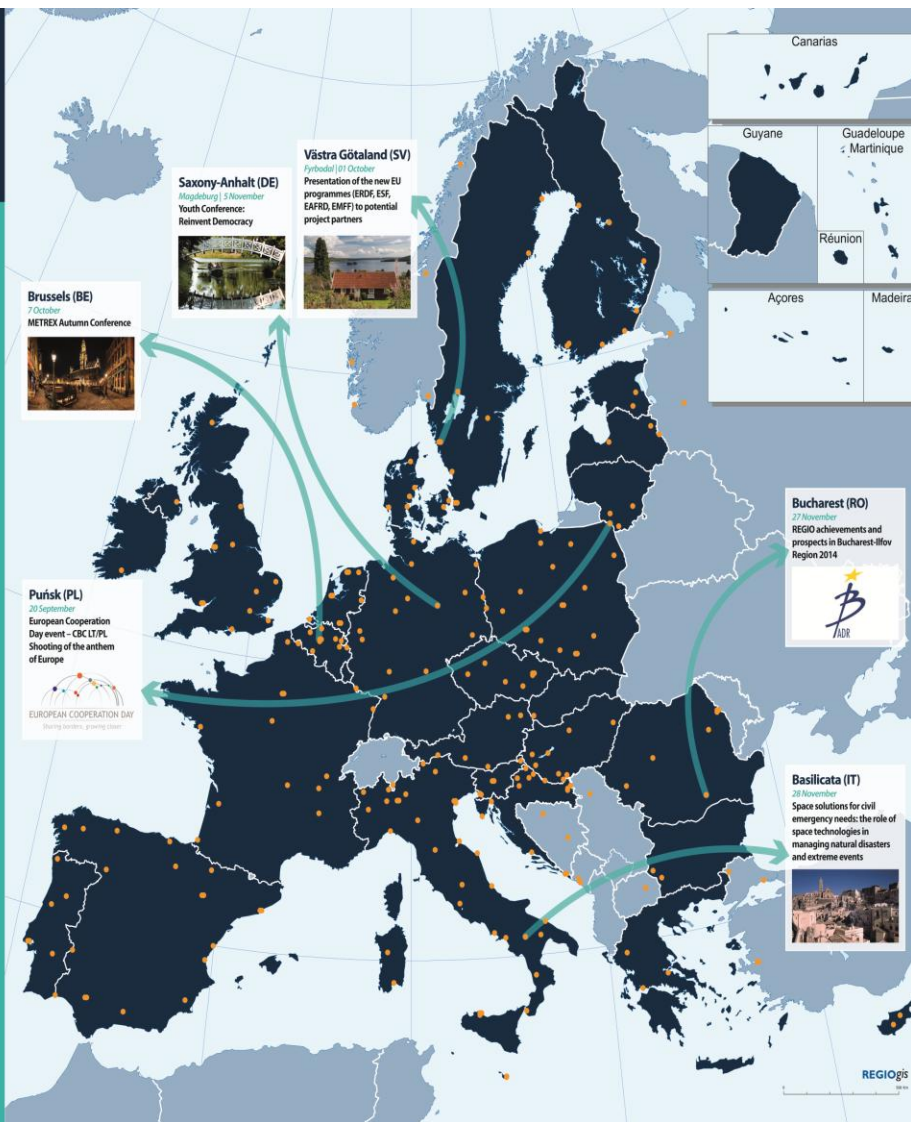 Canarias
Guyane
Guadeloupe
Martinique
Réunion
Açores
Madeira
Västra Götaland (SV)
Fyrbodal | 01 October
Presentation of the new EU
programmes (ERDF, ESF,
EAFRD, EMFF) to potential
project partners
Saxony-Anhalt (DE)
Magdeburg | 5 November
Youth Conference:
Reinvent Democracy
Brussels (BE)
7 October
METREX Autumn Conference
Bucharest (RO)
27 November
REGIO achievements and
prospects in Bucharest-Ilfov
Region 2014
B
ADR
Puńsk (PL)
20 September
European Cooperation
Day event – CBC LT/PL
Shooting of the anthem
of Europe
EUROPEAN COOPERATION DAY
Sharing borders, growing closer
Basilicata (IT)
28 November
Space solutions for civil
emergency needs: the role of
space technologies in
managing natural disasters
and extreme events
REGIOgis
0